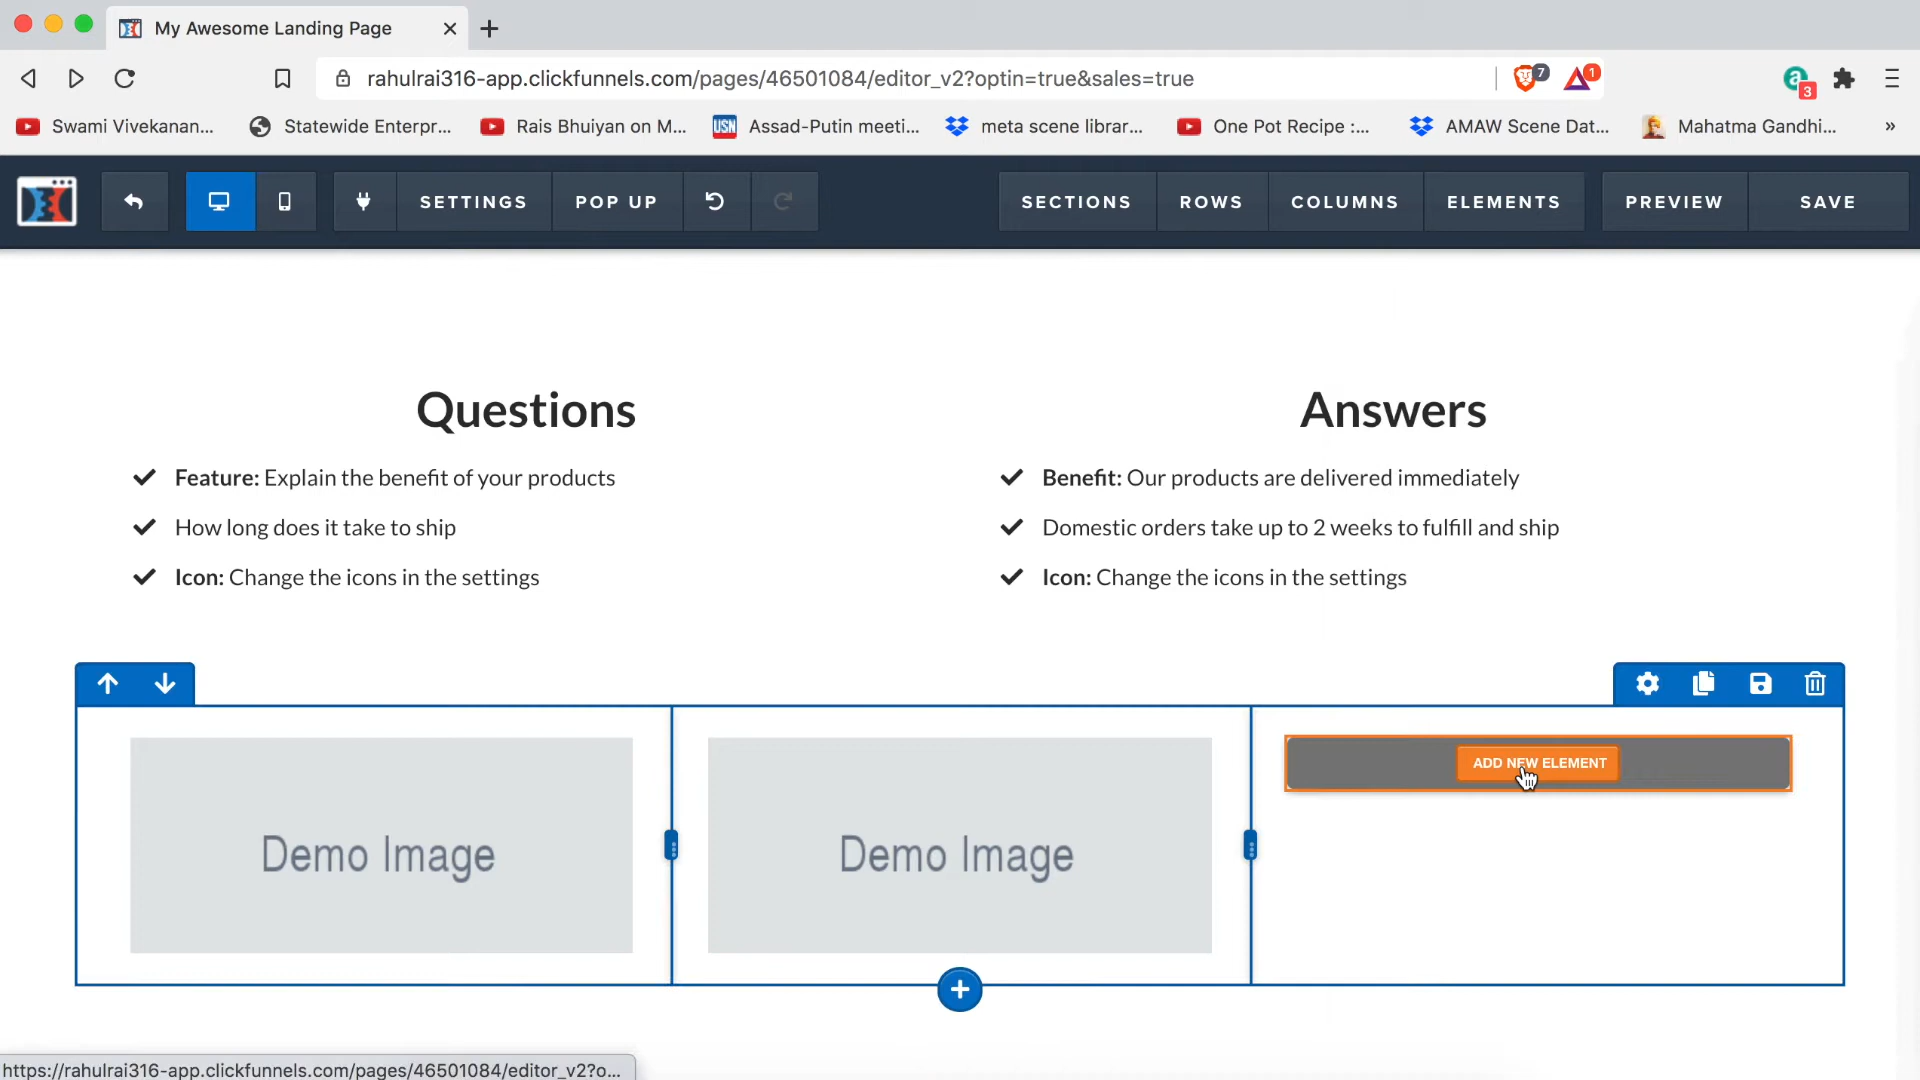 My Awesome Landing Page
rahulrai316-app.clickfunnels.com/pages/46501084/editor_v2?optin=true&sales=true
7
1
3
Swami Vivekanan...
Statewide Enterpr...
Rais Bhuiyan on M...
USN
Assad-Putin meeti...
meta scene librar...
One Pot Recipe :...
AMAW Scene Dat...
Mahatma Gandhi...
»
SETTINGS
POP UP
SECTIONS
ROWS
COLUMNS
ELEMENTS
PREVIEW
SAVE
Questions
Feature: Explain the benefit of your products
How long does it take to ship
Icon: Change the icons in the settings
Answers
Benefit: Our products are delivered immediately
Domestic orders take up to 2 weeks to fulfill and ship
Icon: Change the icons in the settings
Demo Image
Demo Image
ADD NEW ELEMENT
https://rahulrai316-app.clickfunnels.com/pages/46501084/editor_v2?o...